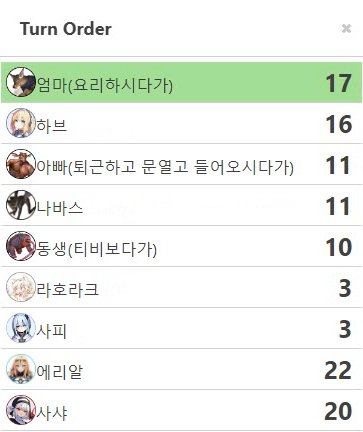 Turn Order ×
엄마(요리하시다가) 17
하브 16
아빠(퇴근하고 문열고 들어오시다가) 11
나바스 11
동생(티비보다가) 10
라호라크 3
사피 3
에리알 22
사샤 20